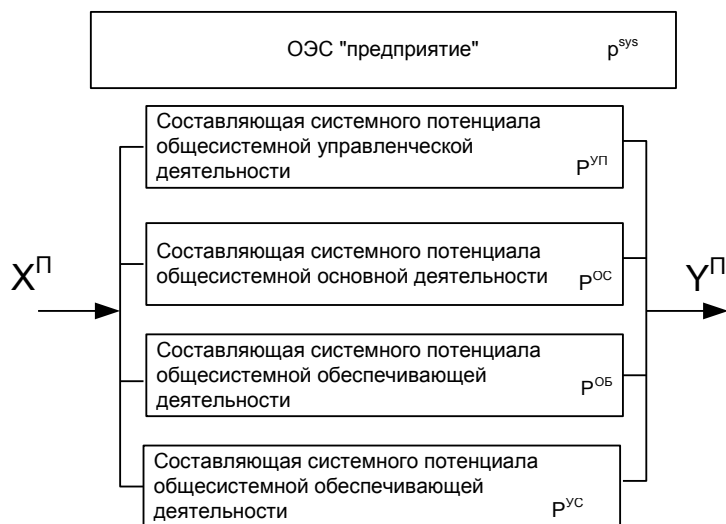 ОЭС "предприятие" p^sys
Составляющая системного потенциала
общесистемной управленческой
деятельности P^УП
Составляющая системного потенциала
общесистемной основной деятельности P^ОС
X^П
Y^П
Составляющая системного потенциала
общесистемной обеспечивающей
деятельности P^ОБ
Составляющая системного потенциала
общесистемной обеспечивающей
деятельности P^УС